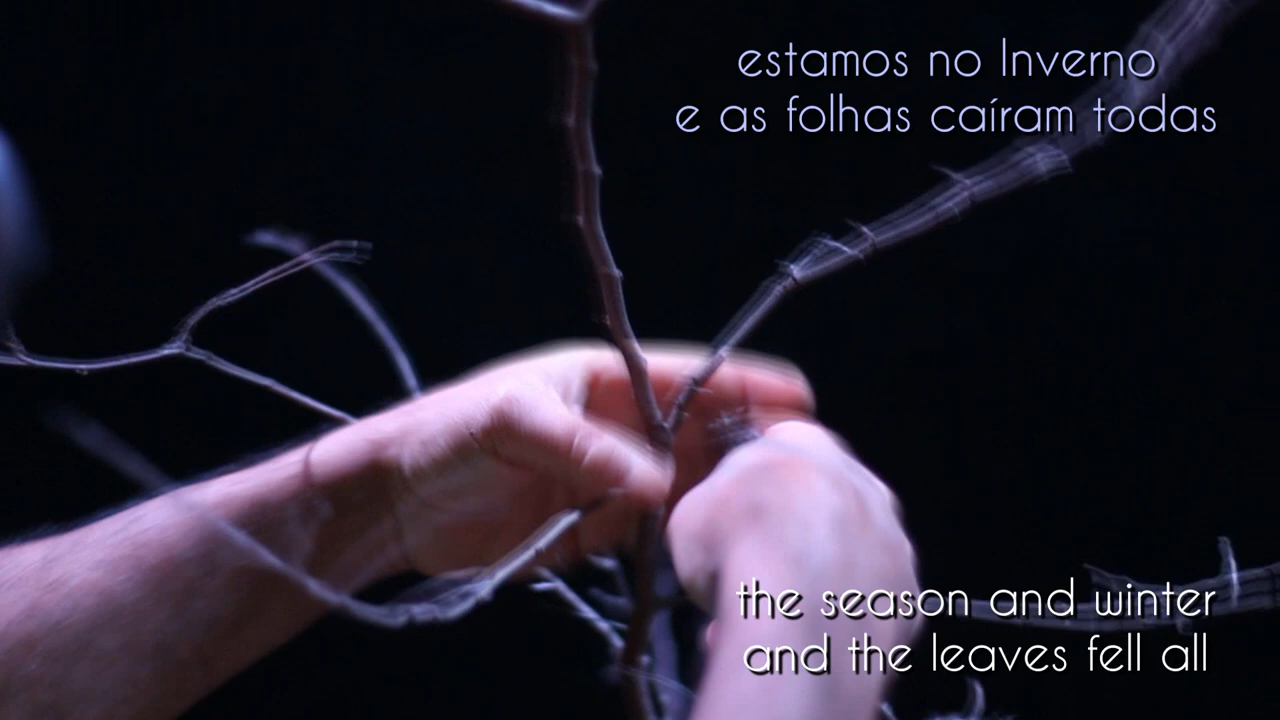 estamos no Inverno
e as folhas caíram todas
the season and winter
and the leaves fell all